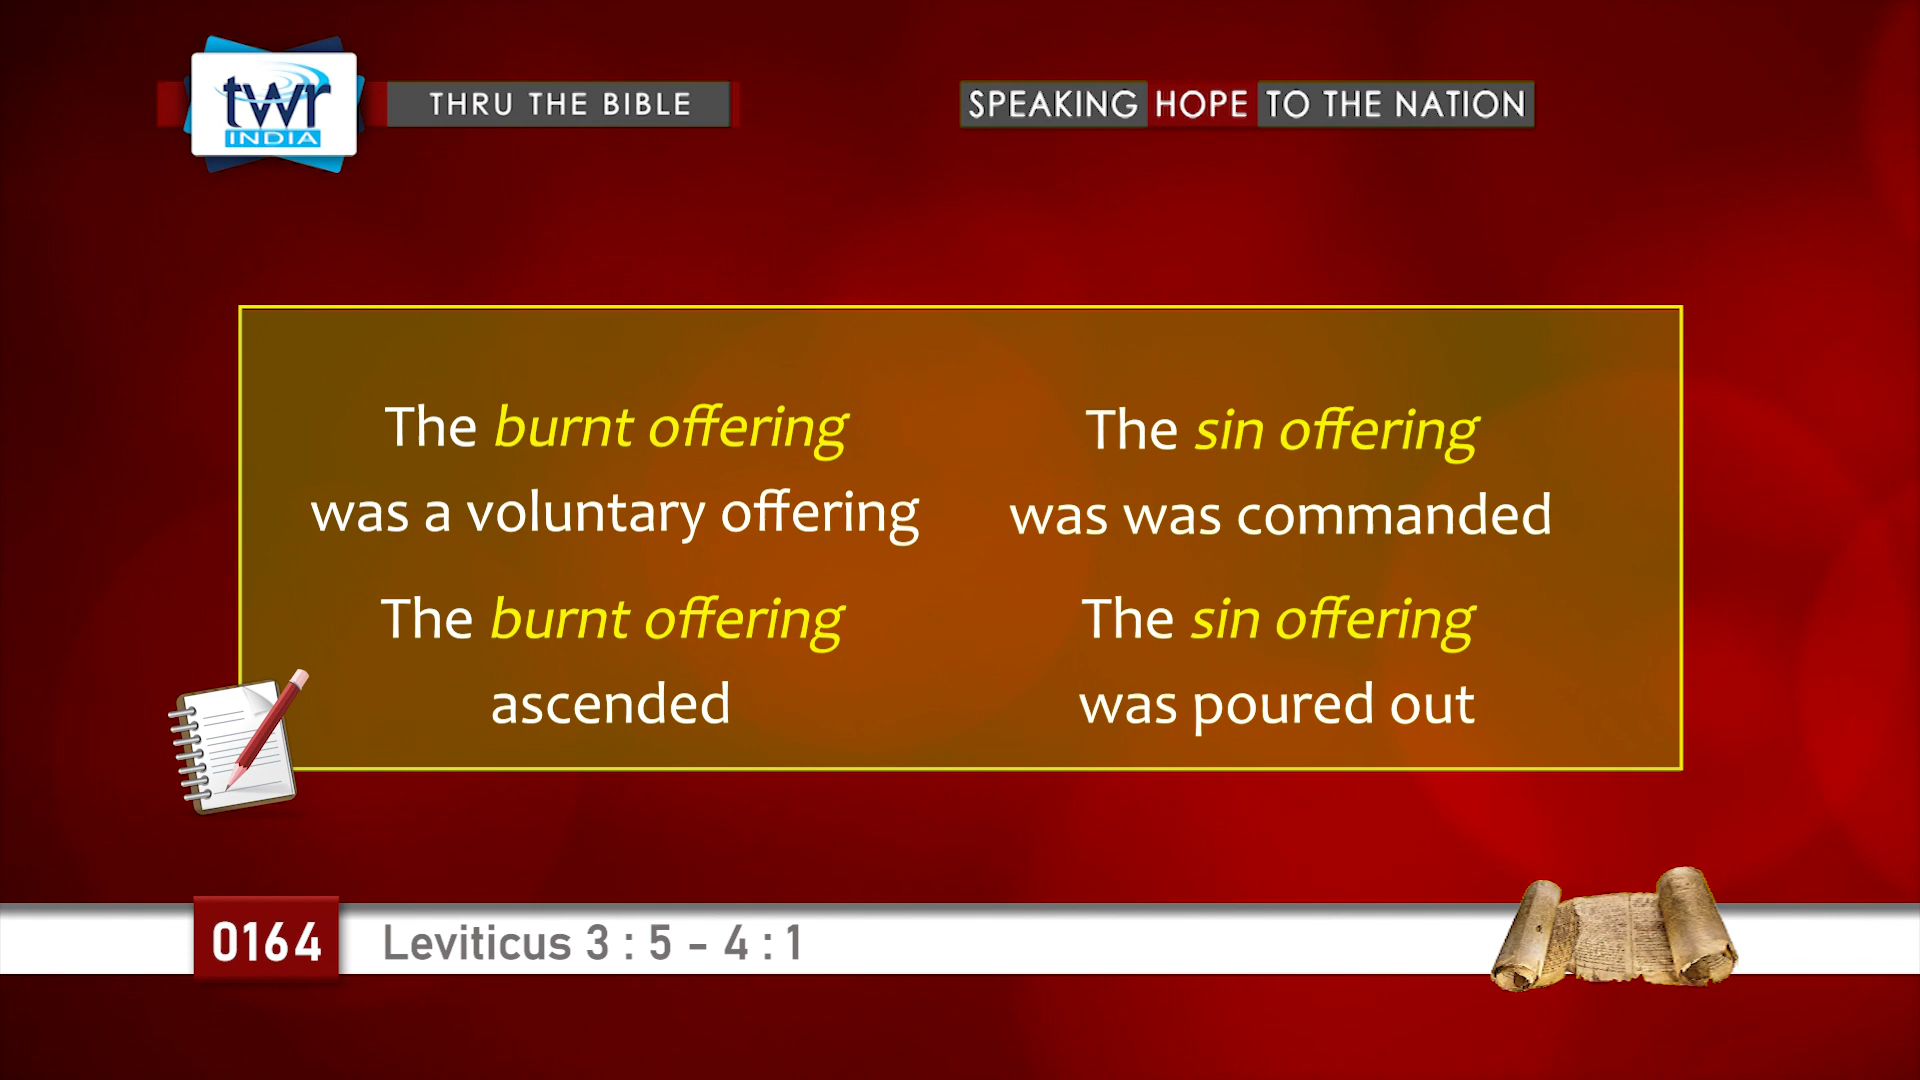 twr
INDIA
THRU THE BIBLE
SPEAKING HOPE TO THE NATION
The burnt offering
was a voluntary offering
The sin offering
was was commanded
The burnt offering
ascended
The sin offering
was poured out
0164
Leviticus 3 : 5 - 4 : 1